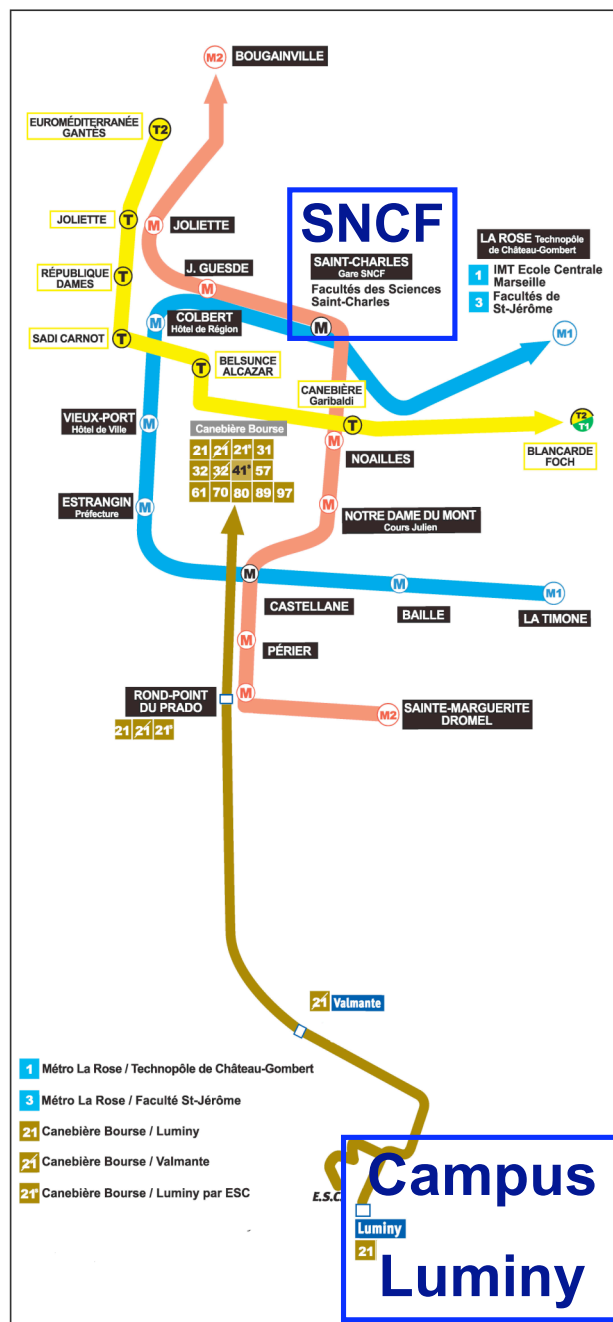 M2 BOUGAINVILLE
EUROMÉDITERRANÉE
GANTÈS
T2
SNCF
JOLIETTE
T
M
JOLIETTE
LA ROSE Technopôle
de Château-Gombert
J. GUESDE
M
SAINT-CHARLES
Gare SNCF
Facultés des Sciences
Saint-Charles
M
1 IMT Ecole Centrale
Marseille
3 Facultés de
St-Jérôme
RÉPUBLIQUE
DAMES
T
COLBERT
Hôtel de Région
M
M1
SADI CARNOT
T
BELSUNCE
ALCAZAR
T
CANEBIÈRE
Garibaldi
T
VIEUX-PORT
Hôtel de Ville
M
Canebière Bourse
21 21 21s 31
32 32 41s 57
61 70 80 89 97
M
NOAILLES
T2
T1
BLANCARDE
FOCH
ESTRANGIN
Préfecture
M
M
NOTRE DAME DU MONT
Cours Julien
M
CASTELLANE
M
BAILLE
M1
LA TIMONE
M
PÉRIER
ROND-POINT
DU PRADO
M
M2
SAINTE-MARGUERITE
DROMEL
21 21 21s
21 Valmante
1 Métro La Rose / Technopôle de Château-Gombert
3 Métro La Rose / Faculté St-Jérôme
21 Canebière Bourse / Luminy
21 Canebière Bourse / Valmante
21s Canebière Bourse / Luminy par ESC
E.S.C.
Campus
Luminy
21
Luminy